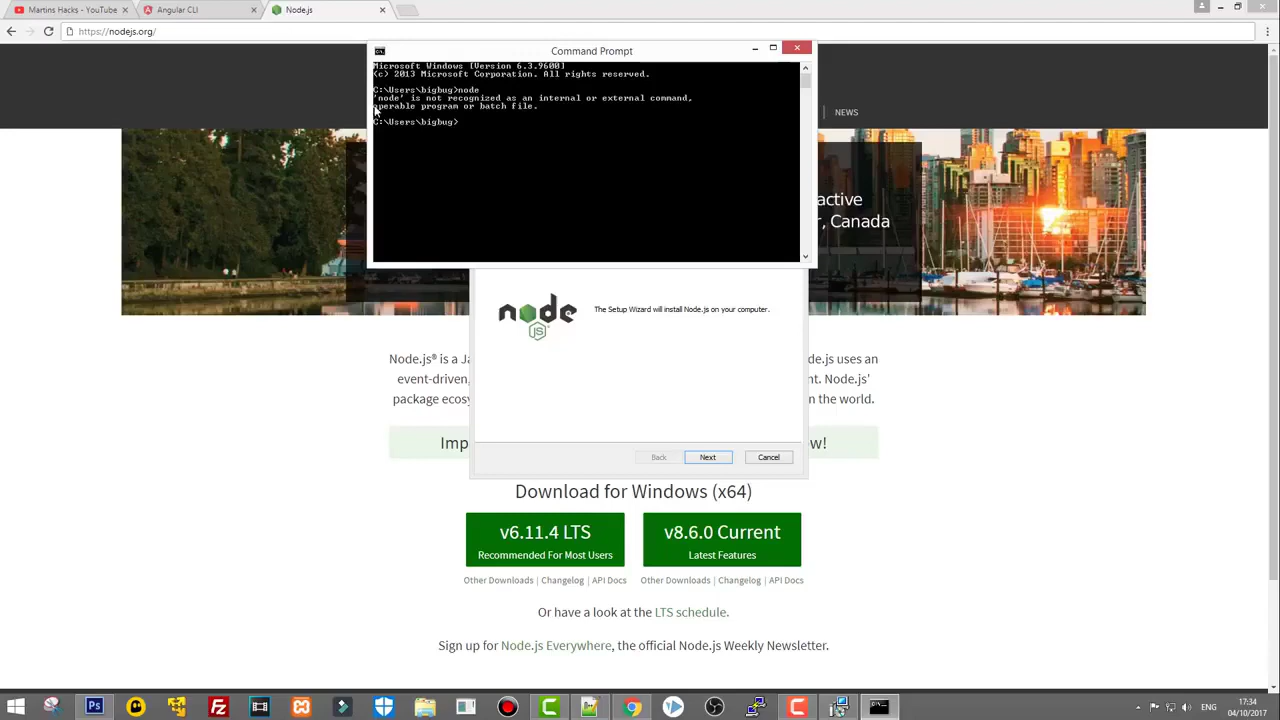 Martins Hacks - YouTube
Angular CLI
Node.js
https://nodejs.org/
Command Prompt
Microsoft Windows [Version 6.3.9600]
(c) 2013 Microsoft Corporation. All rights reserved.
C:\Users\bigbug>node
'node' is not recognized as an internal or external command,
operable program or batch file.
C:\Users\bigbug>
NEWS
active
, Canada
node
JS
The Setup Wizard will install Node.js on your computer.
Node.js® is a Ja
de.js uses an
event-driven,
nt. Node.js'
package ecosy
n the world.
Imp
w!
Back
Next
Cancel
Download for Windows (x64)
v6.11.4 LTS
Recommended For Most Users
v8.6.0 Current
Latest Features
Other Downloads | Changelog | API Docs
Other Downloads | Changelog | API Docs
Or have a look at the LTS schedule.
Sign up for Node.js Everywhere, the official Node.js Weekly Newsletter.
Ps
Fz
C
C
ENG
17:34
04/10/2017